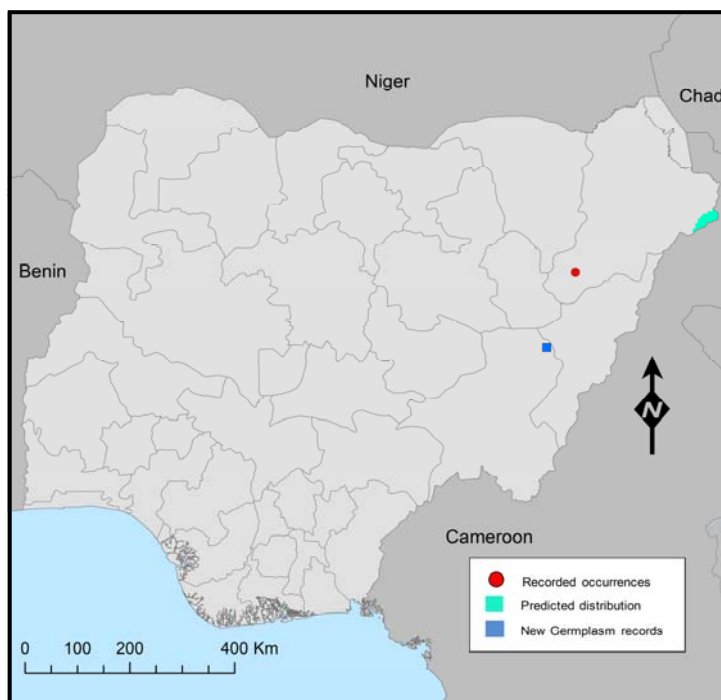 Niger
Chad
Benin
N
Cameroon
Recorded occurrences
Predicted distribution
New Germplasm records
0 100 200 400 Km